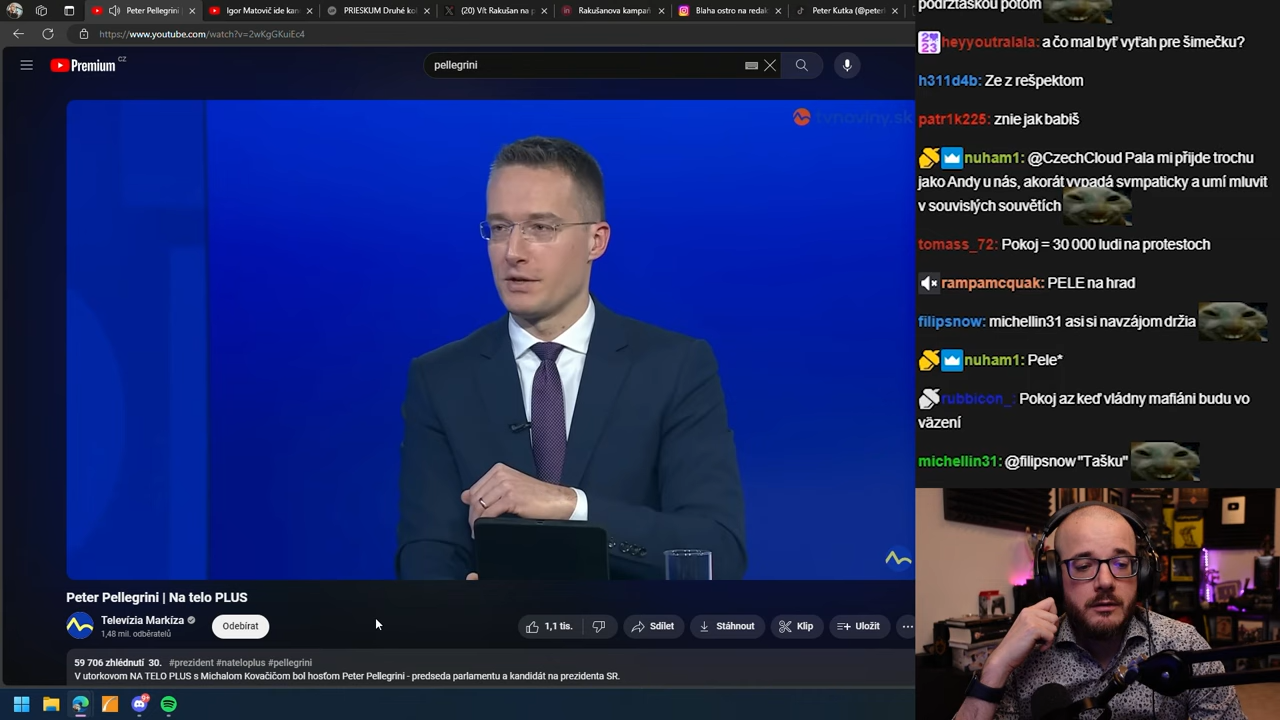 Peter Pellegrini |
Igor Matovič ide kan
PRIESKUM Druhé kol
(20) Vít Rakušan na
Rakušanova kampaň
Blana ostro na redak
Peter Kutka (@peter
https://www.youtube.com/watch?v=2wKgGKuiEc4
Premium CZ
pellegrini
tvnoviny.sk
Peter Pellegrini | Na telo PLUS
Televízia Markíza
1,48 mil. odběratelů
Odebírat
1,1 tis.
Sdílet
Stáhnout
Klip
Uložit
59 706 zhlédnutí 30. #prezident #nateloplus #pellegrini
V utorkovom NA TELO PLUS s Michalom Kovačičom bol hosťom Peter Pellegrini - predseda parlamentu a kandidát na prezidenta SR.
podržtaškou potom
heyyoutralala: a čo mal byť vyťah pre šimečku?
h311d4b: Ze z rešpektom
patr1k225: znie jak babiš
nuham1: @CzechCloud Pala mi přijde trochu
jako Andy u nás, akorát vypadá sympaticky a umí mluvit
v souvislých souvětích
tomass_72: Pokoj = 30 000 ludi na protestoch
rampamcquak: PELE na hrad
filipsnow: michellin31 asi si navzájom držia
nuham1: Pele*
rubbicon_: Pokoj az keď vládny mafiáni budu vo
väzení
michellin31: @filipsnow "Tašku"